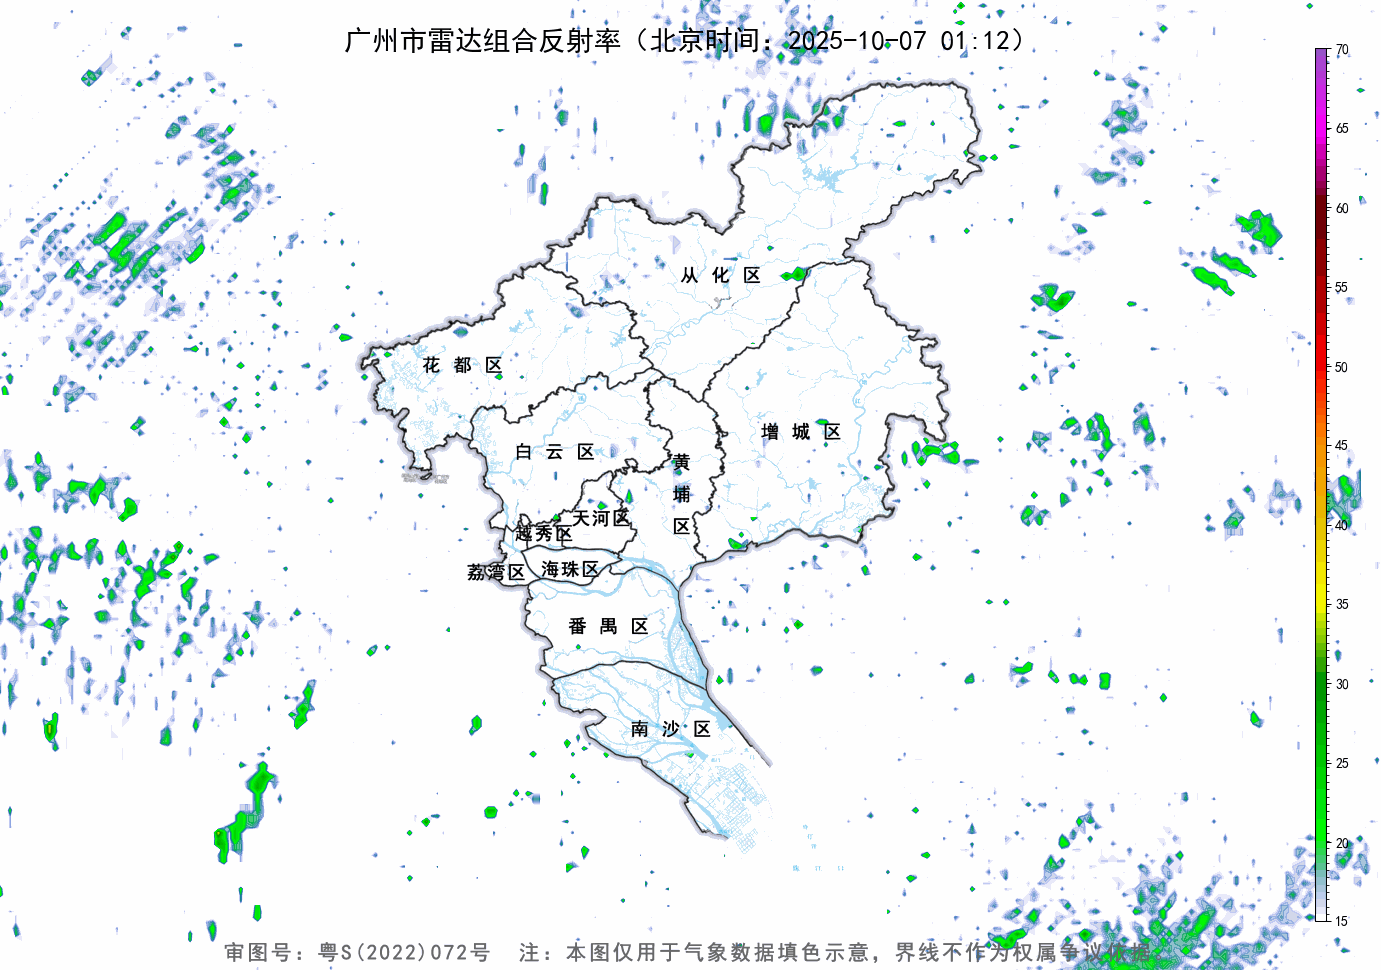 广州市雷达组合反射率（北京时间：2025-10-07 01:12）
70
65
60
55
50
45
40
35
30
25
20
15
从化区
花都区
增城区
白云区
黄埔区
天河区
越秀区
荔湾区
海珠区
番禺区
南沙区
审图号：粤S(2022)072号 注：本图仅用于气象数据填色示意，界线不作为权属争议依据。